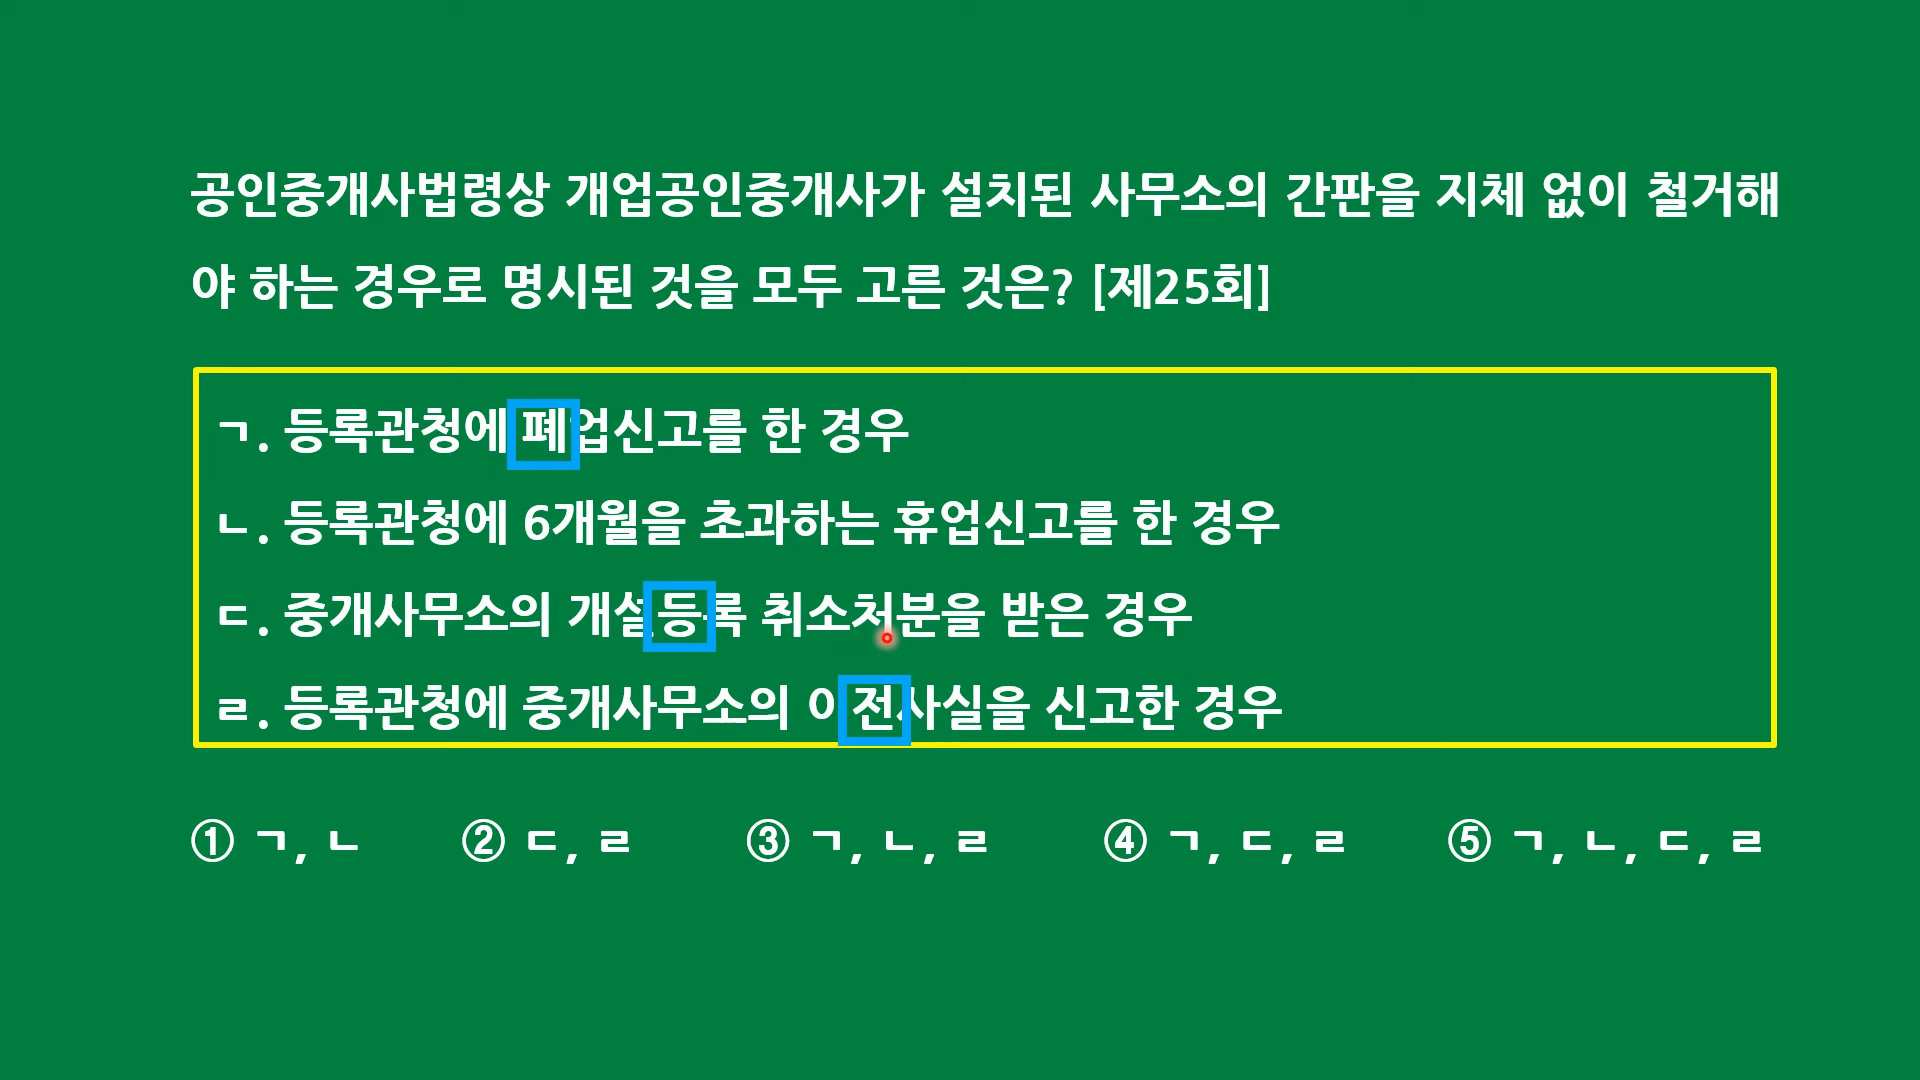 공인중개사법령상 개업공인중개사가 설치된 사무소의 간판을 지체 없이 철거해
야 하는 경우로 명시된 것을 모두 고른 것은? [제25회]
ㄱ. 등록관청에 폐업신고를 한 경우
ㄴ. 등록관청에 6개월을 초과하는 휴업신고를 한 경우
ㄷ. 중개사무소의 개설등록 취소처분을 받은 경우
ㄹ. 등록관청에 중개사무소의 이전사실을 신고한 경우
① ㄱ, ㄴ ② ㄷ, ㄹ ③ ㄱ, ㄴ, ㄹ ④ ㄱ, ㄷ, ㄹ ⑤ ㄱ, ㄴ, ㄷ, ㄹ